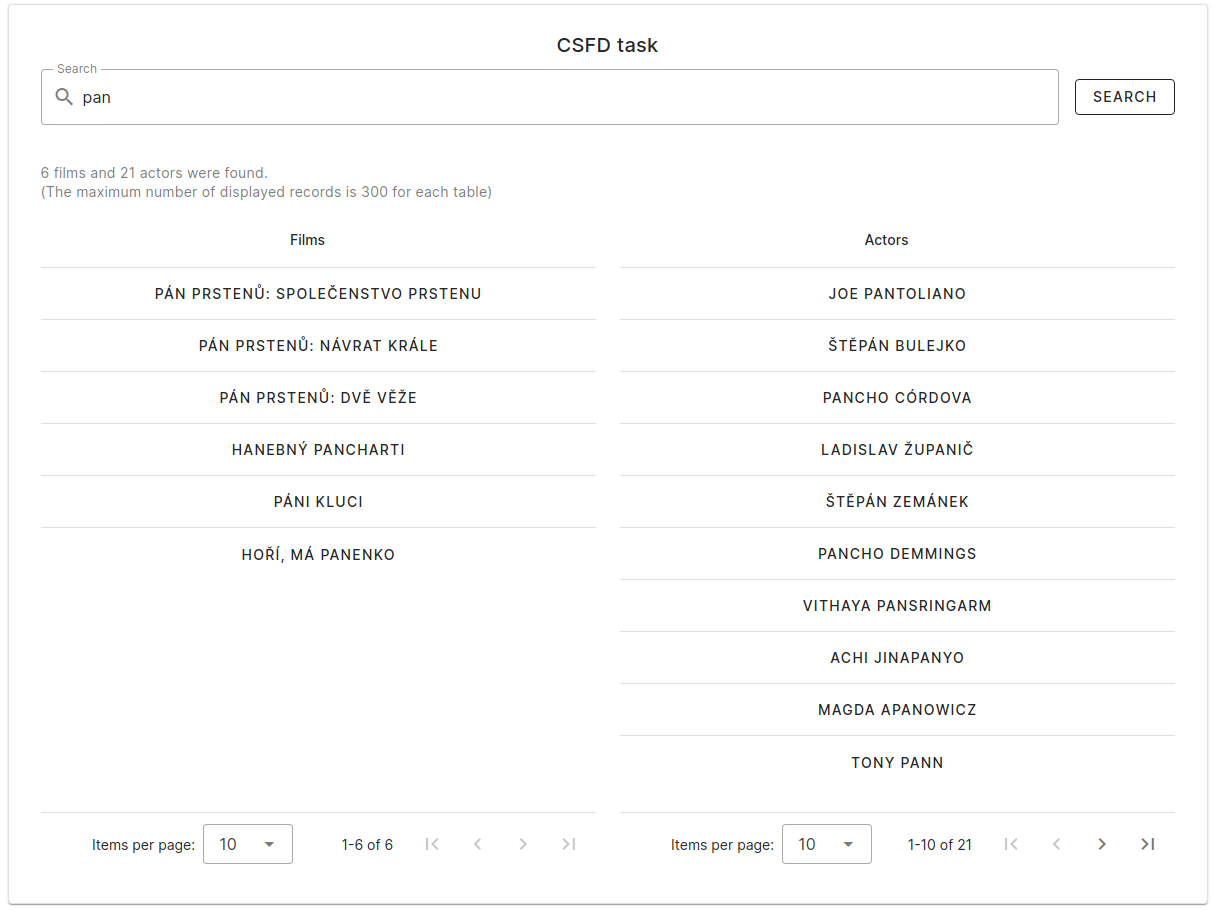 CSFD task
Search
pan
SEARCH
6 films and 21 actors were found.
(The maximum number of displayed records is 300 for each table)
Films
PÁN PRSTENŮ: SPOLEČENSTVO PRSTENU
PÁN PRSTENŮ: NÁVRAT KRÁLE
PÁN PRSTENŮ: DVĚ VĚŽE
HANEBNÝ PANCHARTI
PÁNI KLUCI
HOŘÍ, MÁ PANENKO
Items per page: 10 1-6 of 6
Actors
JOE PANTOLIANO
ŠTĚPÁN BULEJKO
PANCHO CÓRDOVA
LADISLAV ŽUPANIČ
ŠTĚPÁN ZEMÁNEK
PANCHO DEMMINGS
VITHAYA PANSRINGARM
ACHI JINAPANYO
MAGDA APANOWICZ
TONY PANN
Items per page: 10 1-10 of 21